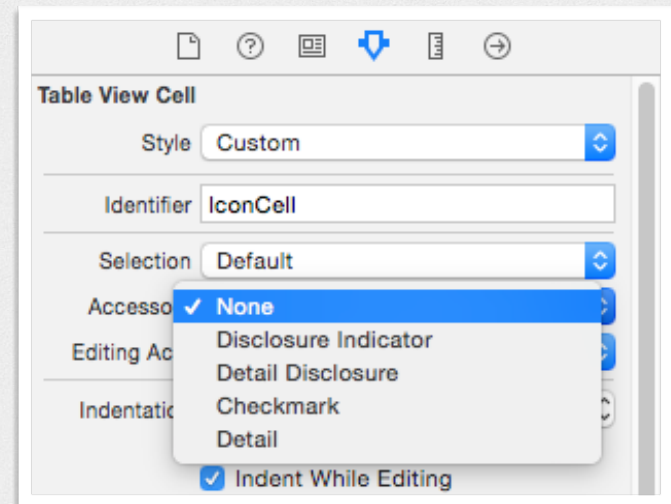 Table View Cell
Style Custom
Identifier IconCell
Selection Default
Accesso ✓ None
Disclosure Indicator
Editing Ac
Detail Disclosure
Checkmark
Indentatio
Detail
Indent While Editing